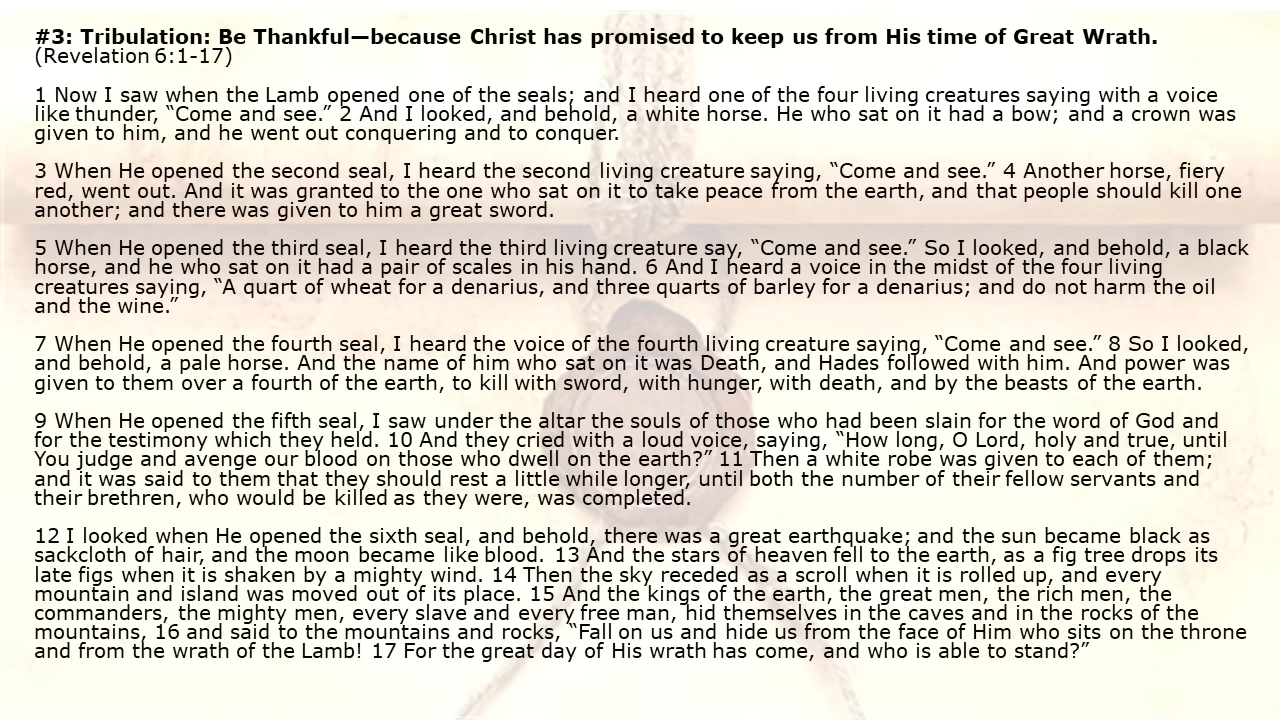 #3: Tribulation: Be Thankful—because Christ has promised to keep us from His time of Great Wrath.
(Revelation 6:1-17)
1 Now I saw when the Lamb opened one of the seals; and I heard one of the four living creatures saying with a voice
like thunder, “Come and see.” 2 And I looked, and behold, a white horse. He who sat on it had a bow; and a crown was
given to him, and he went out conquering and to conquer.
3 When He opened the second seal, I heard the second living creature saying, “Come and see.” 4 Another horse, fiery
red, went out. And it was granted to the one who sat on it to take peace from the earth, and that people should kill one
another; and there was given to him a great sword.
5 When He opened the third seal, I heard the third living creature say, “Come and see.” So I looked, and behold, a black
horse, and he who sat on it had a pair of scales in his hand. 6 And I heard a voice in the midst of the four living
creatures saying, “A quart of wheat for a denarius, and three quarts of barley for a denarius; and do not harm the oil
and the wine.”
7 When He opened the fourth seal, I heard the voice of the fourth living creature saying, “Come and see.” 8 So I looked,
and behold, a pale horse. And the name of him who sat on it was Death, and Hades followed with him. And power was
given to them over a fourth of the earth, to kill with sword, with hunger, with death, and by the beasts of the earth.
9 When He opened the fifth seal, I saw under the altar the souls of those who had been slain for the word of God and
for the testimony which they held. 10 And they cried with a loud voice, saying, “How long, O Lord, holy and true, until
You judge and avenge our blood on those who dwell on the earth?” 11 Then a white robe was given to each of them;
and it was said to them that they should rest a little while longer, until both the number of their fellow servants and
their brethren, who would be killed as they were, was completed.
12 I looked when He opened the sixth seal, and behold, there was a great earthquake; and the sun became black as
sackcloth of hair, and the moon became like blood. 13 And the stars of heaven fell to the earth, as a fig tree drops its
late figs when it is shaken by a mighty wind. 14 Then the sky receded as a scroll when it is rolled up, and every
mountain and island was moved out of its place. 15 And the kings of the earth, the great men, the rich men, the
commanders, the mighty men, every slave and every free man, hid themselves in the caves and in the rocks of the
mountains, 16 and said to the mountains and rocks, “Fall on us and hide us from the face of Him who sits on the throne
and from the wrath of the Lamb! 17 For the great day of His wrath has come, and who is able to stand?”